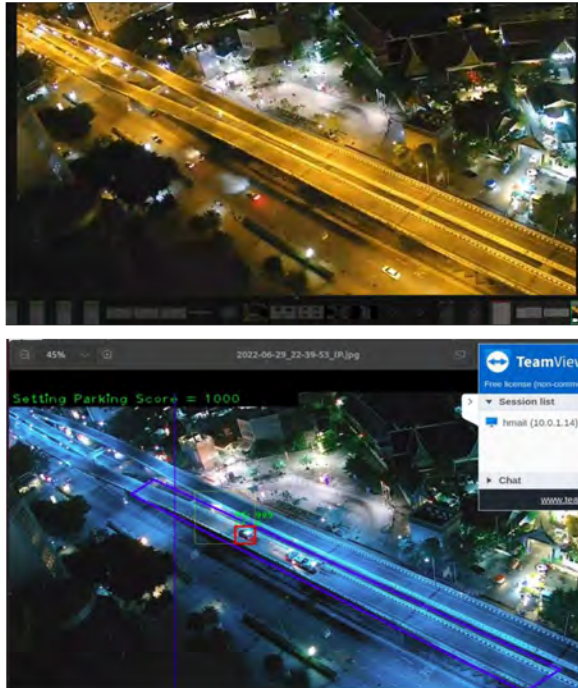 45%
2022-06-29_22-39-53_IP.jpg
TeamView
Free license (non-comm
Setting Parking Score = 1000
Session list
hmait (10.0.1.14)
Chat
www.tea